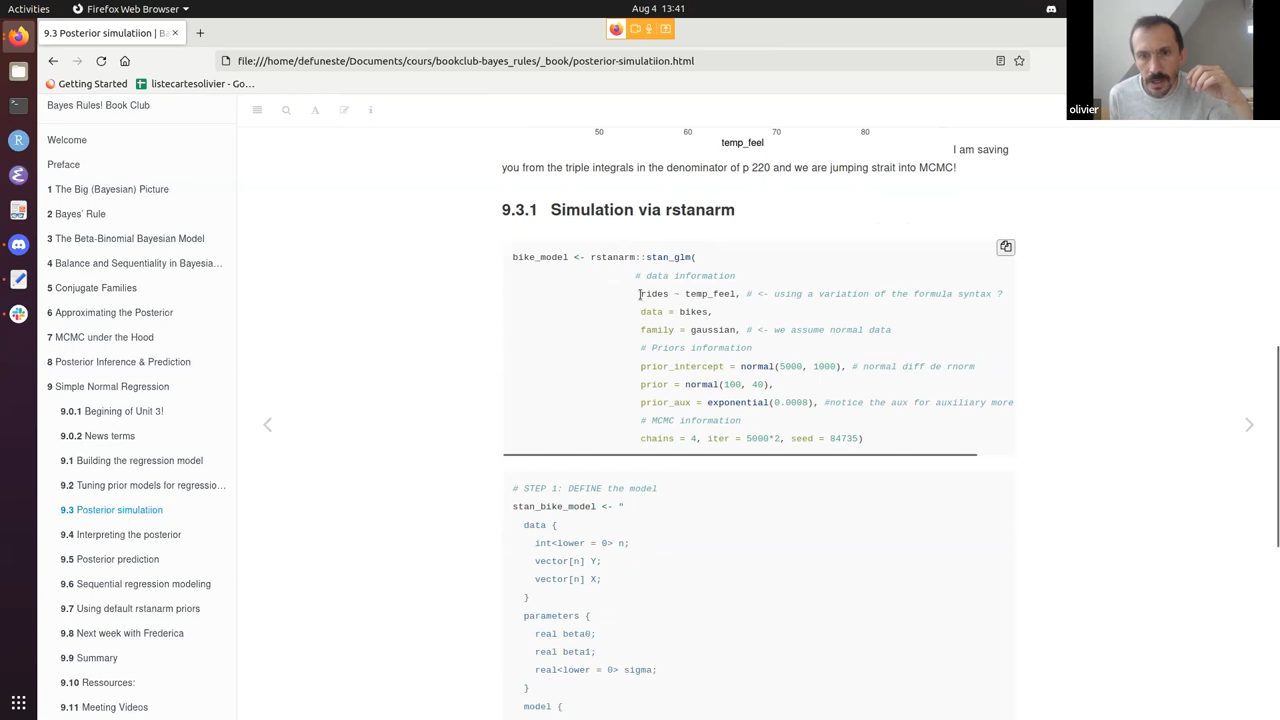 Activities
Firefox Web Browser
Aug 4 13:41
9.3 Posterior simulatiion | Ba
file:///home/defuneste/Documents/cours/bookclub-bayes_rules/_book/posterior-simulatiion.html
Getting Started
listecartesolivier - Go…
olivier
Bayes Rules! Book Club
Welcome
Preface
1 The Big (Bayesian) Picture
2 Bayes' Rule
3 The Beta-Binomial Bayesian Model
4 Balance and Sequentiality in Bayesia…
5 Conjugate Families
6 Approximating the Posterior
7 MCMC under the Hood
8 Posterior Inference & Prediction
9 Simple Normal Regression
9.0.1 Begining of Unit 3!
9.0.2 News terms
9.1 Building the regression model
9.2 Tuning prior models for regressio…
9.3 Posterior simulatiion
9.4 Interpreting the posterior
9.5 Posterior prediction
9.6 Sequential regression modeling
9.7 Using default rstanarm priors
9.8 Next week with Frederica
9.9 Summary
9.10 Ressources:
9.11 Meeting Videos
50 60 70 80
temp_feel
I am saving
you from the triple integrals in the denominator of p 220 and we are jumping strait into MCMC!
9.3.1 Simulation via rstanarm
bike_model <- rstanarm::stan_glm(
# data information
rides ~ temp_feel, # <- using a variation of the formula syntax ?
data = bikes,
family = gaussian, # <- we assume normal data
# Priors information
prior_intercept = normal(5000, 1000), # normal diff de rnorm
prior = normal(100, 40),
prior_aux = exponential(0.0008), #notice the aux for auxiliary more
# MCMC information
chains = 4, iter = 5000*2, seed = 84735)
# STEP 1: DEFINE the model
stan_bike_model <- "
data {
int<lower = 0> n;
vector[n] Y;
vector[n] X;
}
parameters {
real beta0;
real beta1;
real<lower = 0> sigma;
}
model {